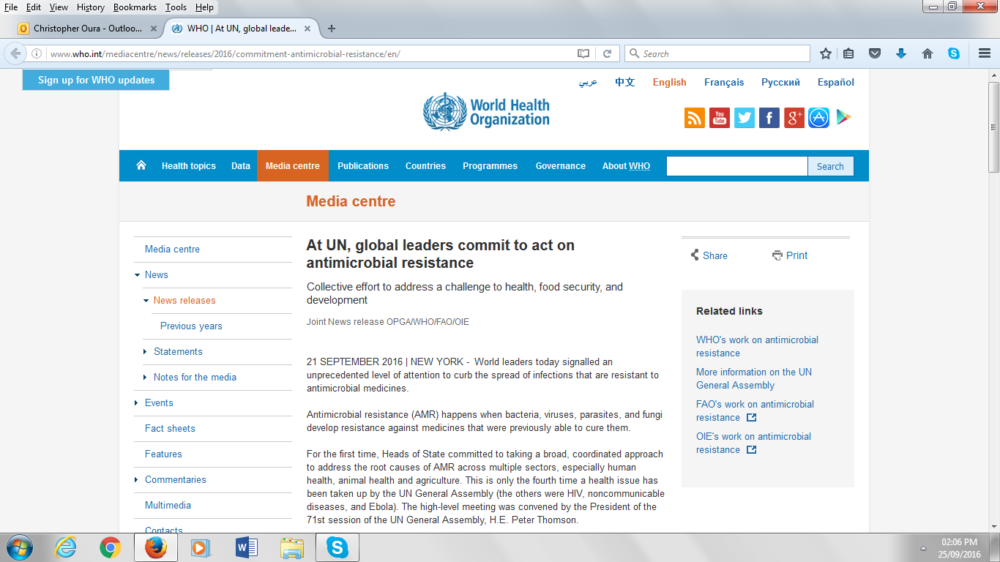 File Edit View History Bookmarks Tools Help
Christopher Oura - Outloo...
WHO | At UN, global leade...
www.who.int/mediacentre/news/releases/2016/commitment-antimicrobial-resistance/en/
Search
Sign up for WHO updates
عربي 中文 English Français Русский Español
World Health
Organization
You
Tube
g+
Health topics Data Media centre Publications Countries Programmes Governance About WHO
Search
Media centre
Media centre
News
News releases
Previous years
Statements
Notes for the media
Events
Fact sheets
Features
Commentaries
Multimedia
Contacts
At UN, global leaders commit to act on
antimicrobial resistance
Collective effort to address a challenge to health, food security, and
development
Joint News release OPGA/WHO/FAO/OIE
21 SEPTEMBER 2016 | NEW YORK - World leaders today signalled an
unprecedented level of attention to curb the spread of infections that are resistant to
antimicrobial medicines.
Antimicrobial resistance (AMR) happens when bacteria, viruses, parasites, and fungi
develop resistance against medicines that were previously able to cure them.
For the first time, Heads of State committed to taking a broad, coordinated approach
to address the root causes of AMR across multiple sectors, especially human
health, animal health and agriculture. This is only the fourth time a health issue has
been taken up by the UN General Assembly (the others were HIV, noncommunicable
diseases, and Ebola). The high-level meeting was convened by the President of the
71st session of the UN General Assembly, H.E. Peter Thomson.
Share
Print
Related links
WHO's work on antimicrobial
resistance
More information on the UN
General Assembly
FAO's work on antimicrobial
resistance
OIE's work on antimicrobial
resistance
02:06 PM
25/09/2016